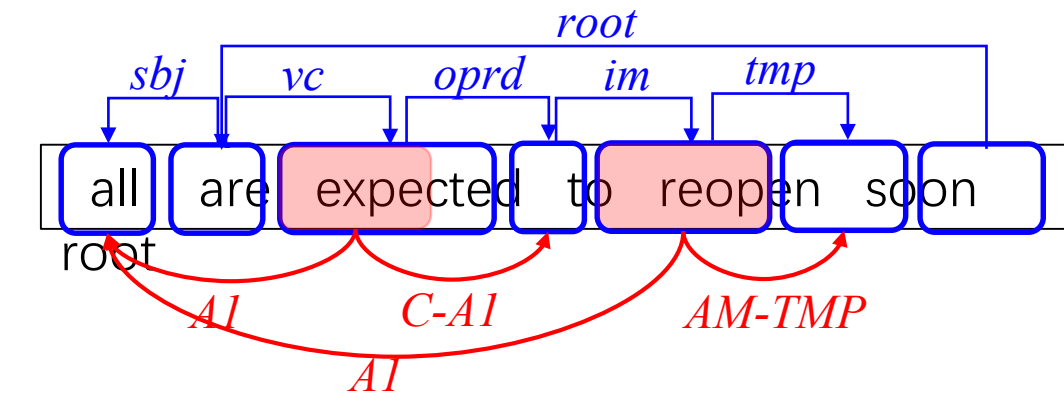 root
sbj vc oprd im tmp
all are expected to reopen soon
root
A1 C-A1 AM-TMP
A1